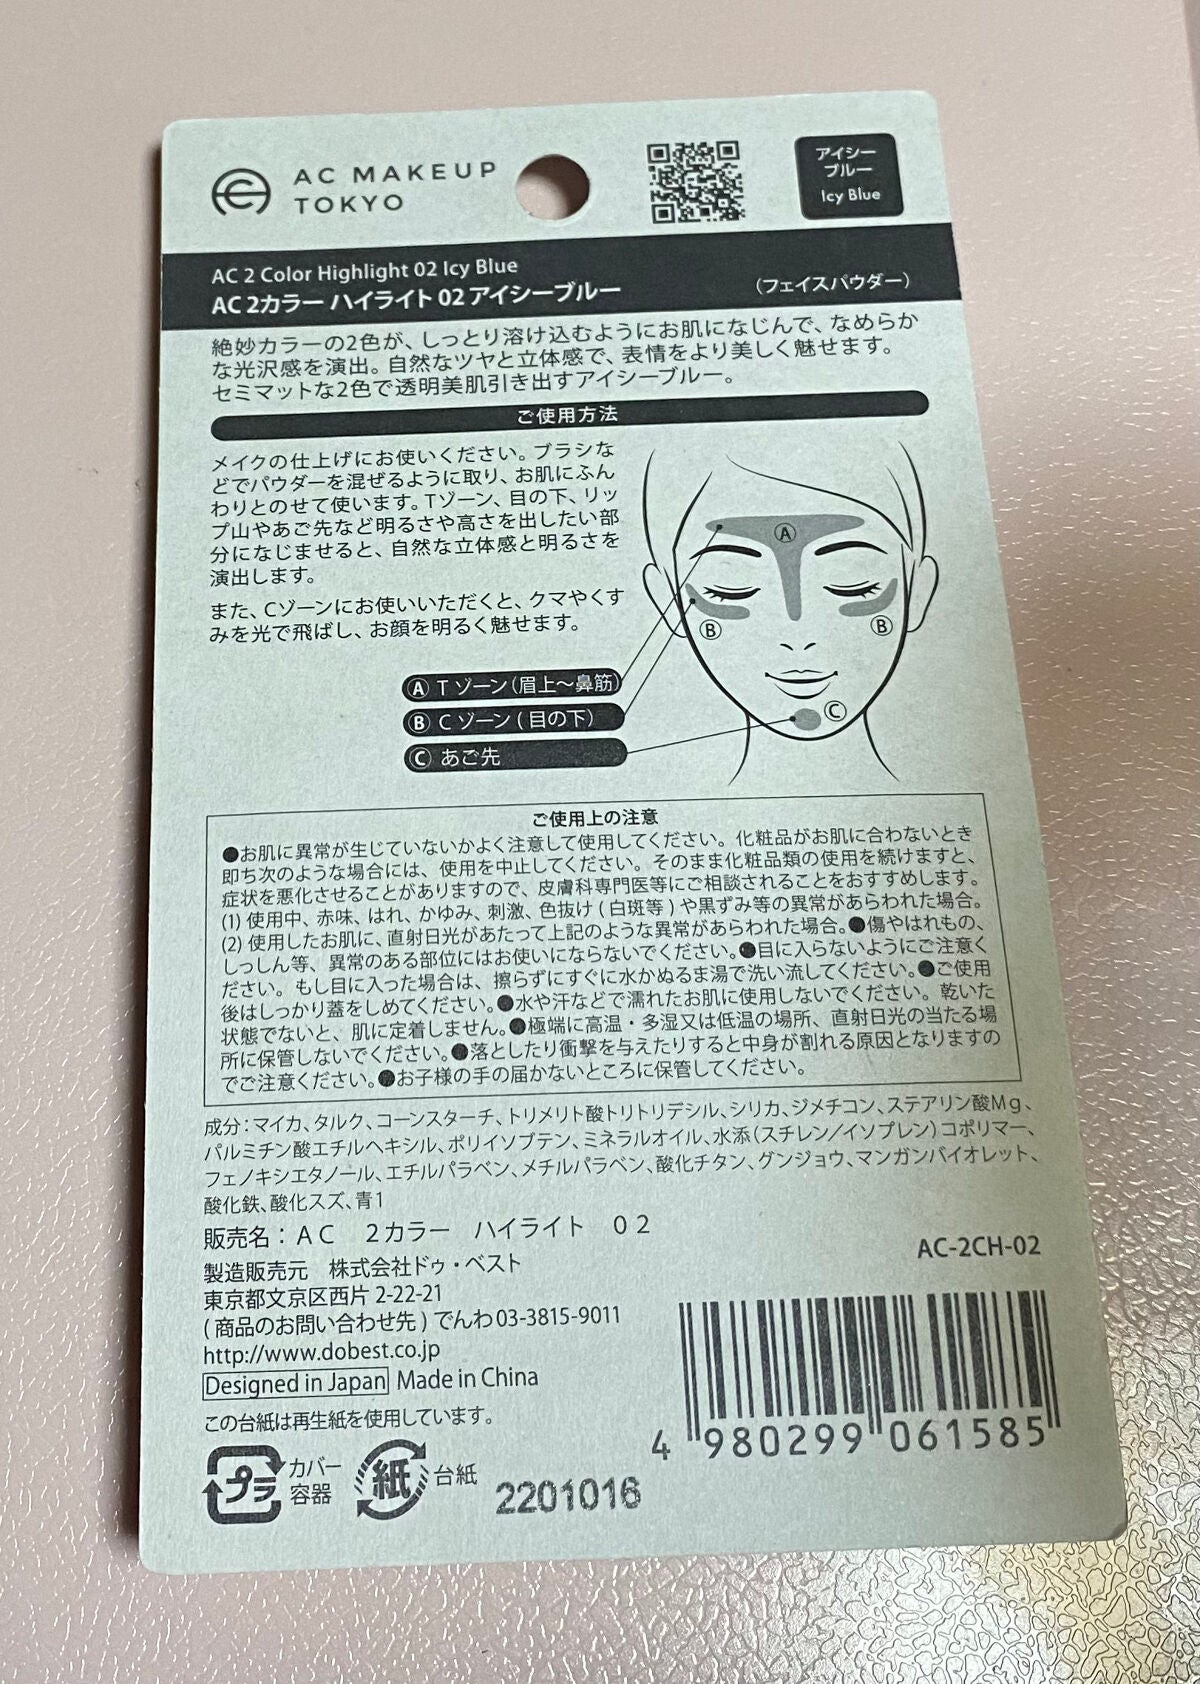 AC MAKEUP
TOKYO
アイシー
ブルー
Icy Blue
AC 2 Color Highlight 02 Icy Blue
AC 2カラー ハイライト 02 アイシーブルー
（フェイスパウダー）
絶妙カラーの2色が、しっとり溶け込むようにお肌になじんで、なめらか
な光沢感を演出。自然なツヤと立体感で、表情をより美しく魅せます。
セミマットな2色で透明美肌引き出すアイシーブルー。
ご使用方法
メイクの仕上げにお使いください。ブラシな
どでパウダーを混ぜるように取り、お肌にふん
わりとのせて使います。Tゾーン、目の下、リッ
プ山やあご先など明るさや高さを出したい部
分になじませると、自然な立体感と明るさを
演出します。
また、Cゾーンにお使いいただくと、クマやくす
みを光で飛ばし、お顔を明るく魅せます。
A
B
B
C
Ⓐ T ゾーン（眉上～鼻筋）
Ⓑ C ゾーン（目の下）
Ⓒ あご先
ご使用上の注意
●お肌に異常が生じていないかよく注意して使用してください。化粧品がお肌に合わないとき
即ち次のような場合には、使用を中止してください。そのまま化粧品類の使用を続けますと、
症状を悪化させることがありますので、皮膚科専門医等にご相談されることをおすすめします。
(1) 使用中、赤味、はれ、かゆみ、刺激、色抜け(白斑等)や黒ずみ等の異常があらわれた場合。
(2) 使用したお肌に、直射日光があたって上記のような異常があらわれた場合。●傷やはれもの、
しっしん等、異常のある部位にはお使いにならないでください。●目に入らないようにご注意く
ださい。もし目に入った場合は、擦らずにすぐに水かぬるま湯で洗い流してください。●ご使用
後はしっかり蓋をしめてください。●水や汗などで濡れたお肌に使用しないでください。乾いた
状態でないと、肌に定着しません。●極端に高温・多湿又は低温の場所、直射日光の当たる場
所に保管しないでください。●落としたり衝撃を与えたりすると中身が割れる原因となりますの
でご注意ください。●お子様の手の届かないところに保管してください。
成分：マイカ、タルク、コーンスターチ、トリメリト酸トリトリデシル、シリカ、ジメチコン、ステアリン酸Mg、
パルミチン酸エチルヘキシル、ポリイソブテン、ミネラルオイル、水添（スチレン／イソプレン）コポリマー、
フェノキシエタノール、エチルパラベン、メチルパラベン、酸化チタン、グンジョウ、マンガンバイオレット、
酸化鉄、酸化スズ、青1
販売名：AC 2カラー ハイライト 02
AC-2CH-02
製造販売元 株式会社ドゥ・ベスト
東京都文京区西片 2-22-21
(商品のお問い合わせ先) でんわ 03-3815-9011
http://www.dobest.co.jp
Designed in Japan Made in China
この台紙は再生紙を使用しています。
4 980299 061585
プラ カバー
容器
紙 台紙
2201016